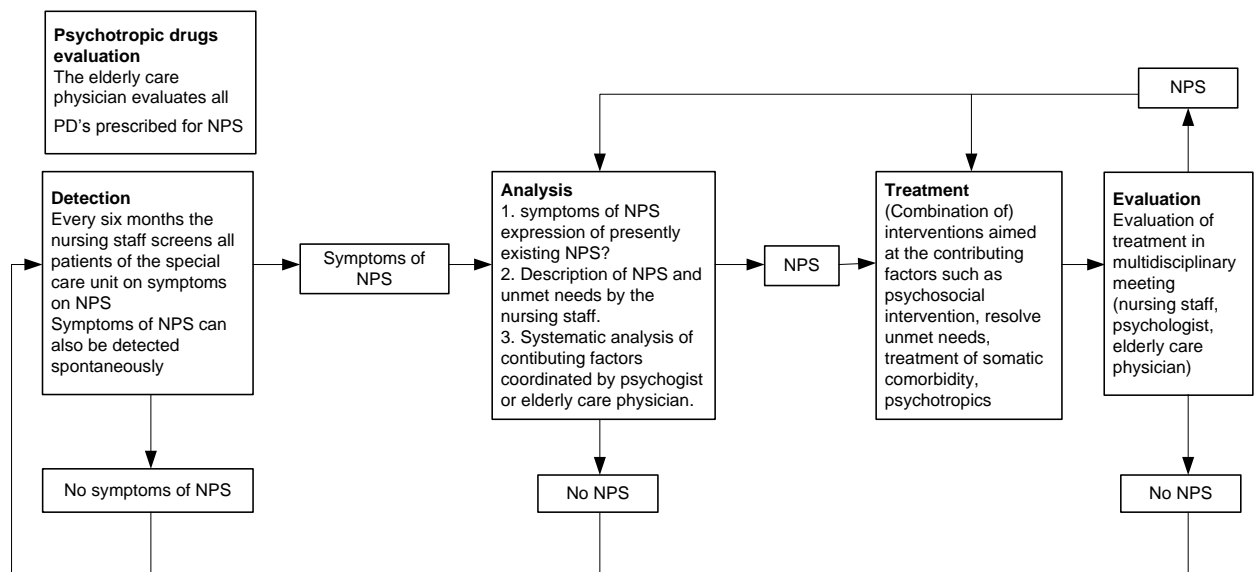 Psychotropic drugs
evaluation
The elderly care
physician evaluates all
PD's prescribed for NPS
Detection
Every six months the
nursing staff screens all
patients of the special
care unit on symptoms
on NPS
Symptoms of NPS can
also be detected
spontaneously
Symptoms of
NPS
No symptoms of NPS
Analysis
1. symptoms of NPS
expression of presently
existing NPS?
2. Description of NPS and
unmet needs by the
nursing staff.
3. Systematic analysis of
contibuting factors
coordinated by psychogist
or elderly care physician.
No NPS
NPS
Treatment
(Combination of)
interventions aimed
at the contributing
factors such as
psychosocial
intervention, resolve
unmet needs,
treatment of somatic
comorbidity,
psychotropics
NPS
Evaluation
Evaluation of
treatment in
multidisciplinary
meeting
(nursing staff,
psychologist,
elderly care
physician)
No NPS